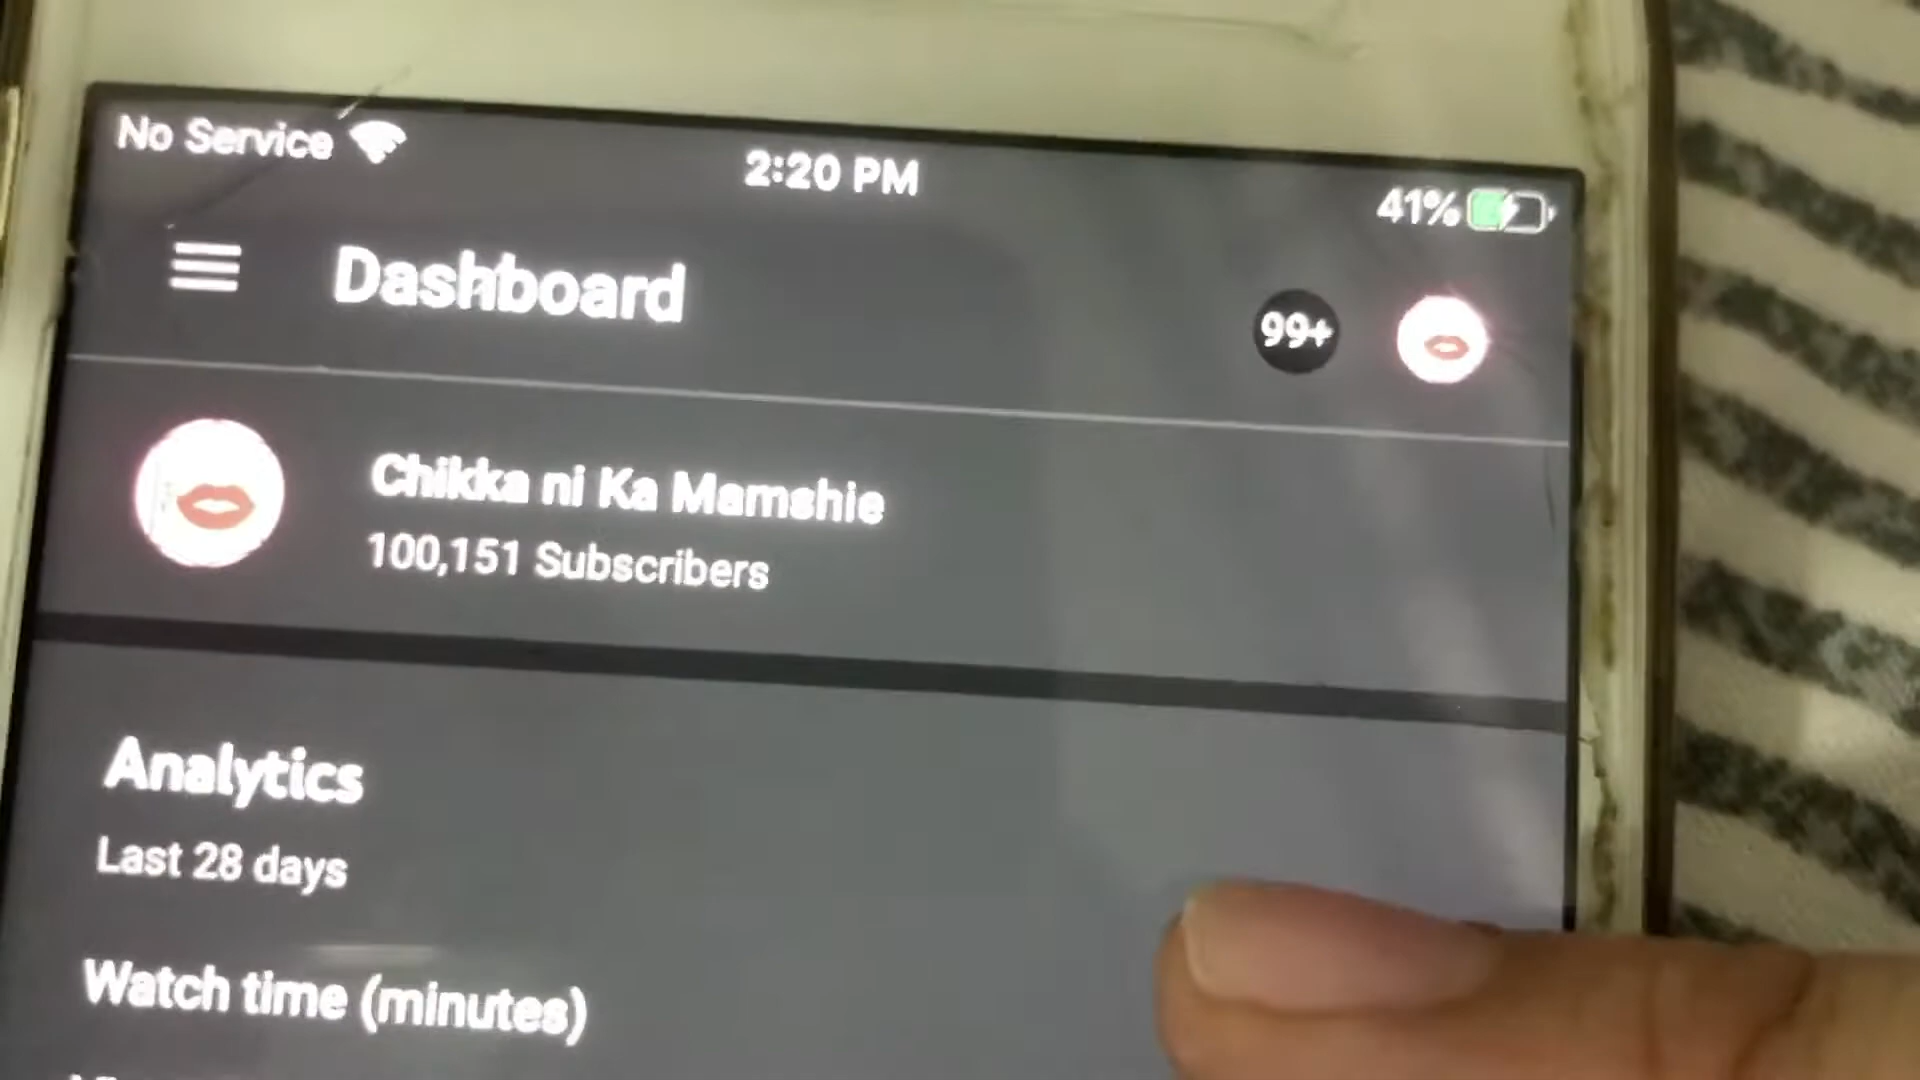 No Service
2:20 PM
41%
Dashboard
99+
Chikka ni Ka Mamshie
100,151 Subscribers
Analytics
Last 28 days
Watch time (minutes)